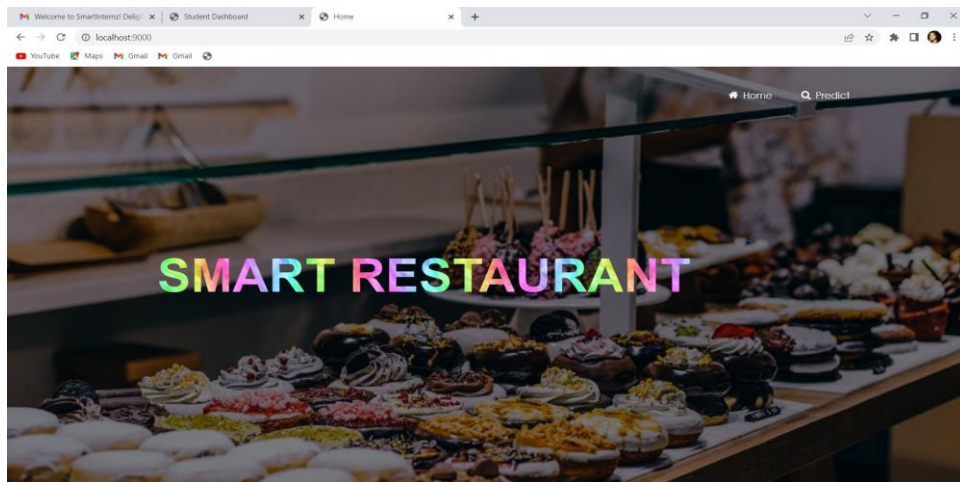 Welcome to SmartInternz! Delig
Student Dashboard
Home
localhost:9000
YouTube
Maps
Gmail
Gmail
Home
Predict
SMART RESTAURANT